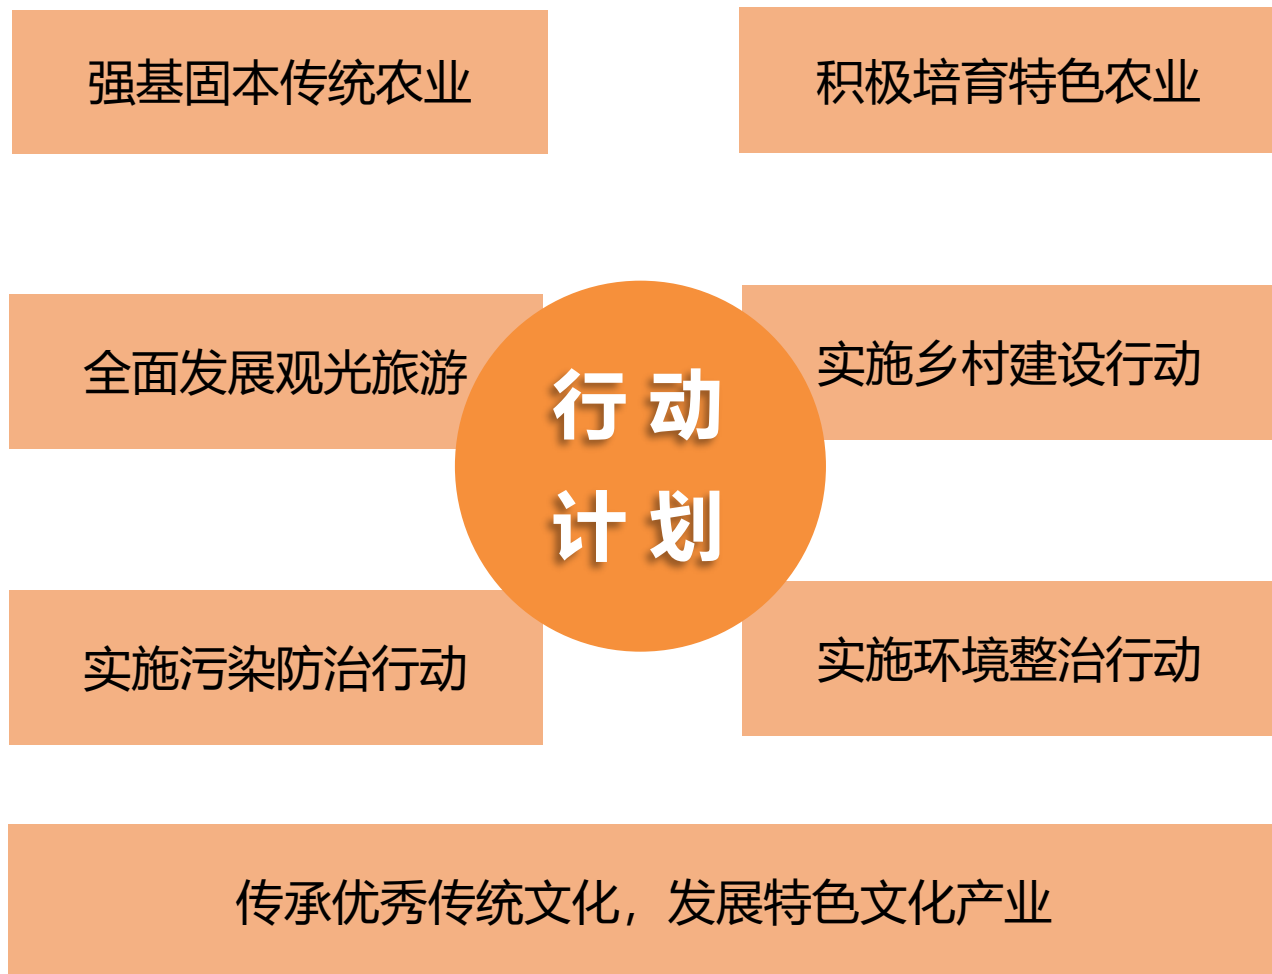 强基固本传统农业
积极培育特色农业
全面发展观光旅游
实施乡村建设行动
行动
计划
实施污染防治行动
实施环境整治行动
传承优秀传统文化，发展特色文化产业